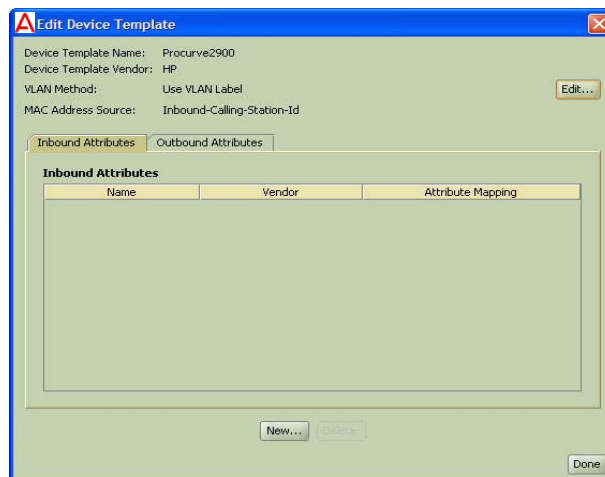 Edit Device Template
Device Template Name: Procurve2900
Device Template Vendor: HP
VLAN Method: Use VLAN Label
Edit...
MAC Address Source: Inbound-Calling-Station-Id
Inbound Attributes Outbound Attributes
Inbound Attributes
Name Vendor Attribute Mapping
New... Delete
Done